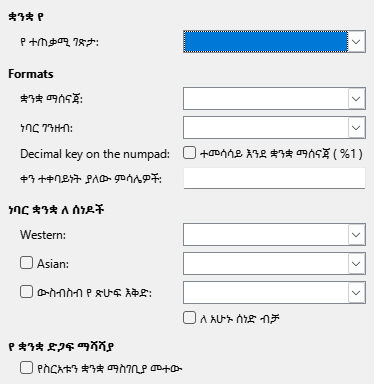 ቋንቋ የ
የ ተጠቃሚ ገጽታ:
Formats
ቋንቋ ማሰናጃ:
ነባር ገንዘብ:
Decimal key on the numpad:
ተመሳሳይ እንደ ቋንቋ ማሰናጃ ( %1 )
ቀን ተቀባይነት ያለው ምሳሌዎች:
ነባር ቋንቋ ለ ሰነዶች
Western:
Asian:
ውስብስብ የ ጽሁፍ እቅድ:
ለ አሁኑ ሰነድ ብቻ
የ ቋንቋ ድጋፍ ማሻሻያ
የስርአቱን ቋንቋ ማስገቢያ መተው